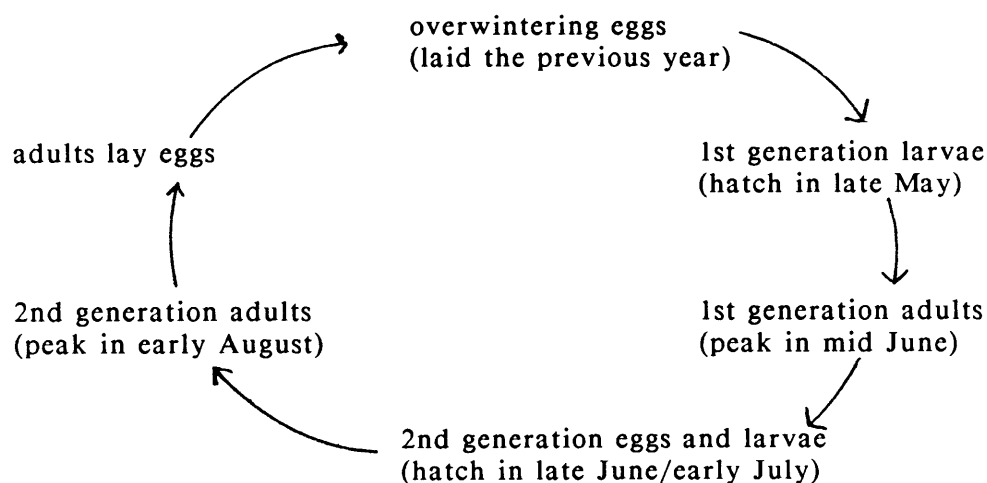 overwintering eggs
(laid the previous year)
1st generation larvae
(hatch in late May)
1st generation adults
(peak in mid June)
2nd generation eggs and larvae
(hatch in late June/early July)
2nd generation adults
(peak in early August)
adults lay eggs